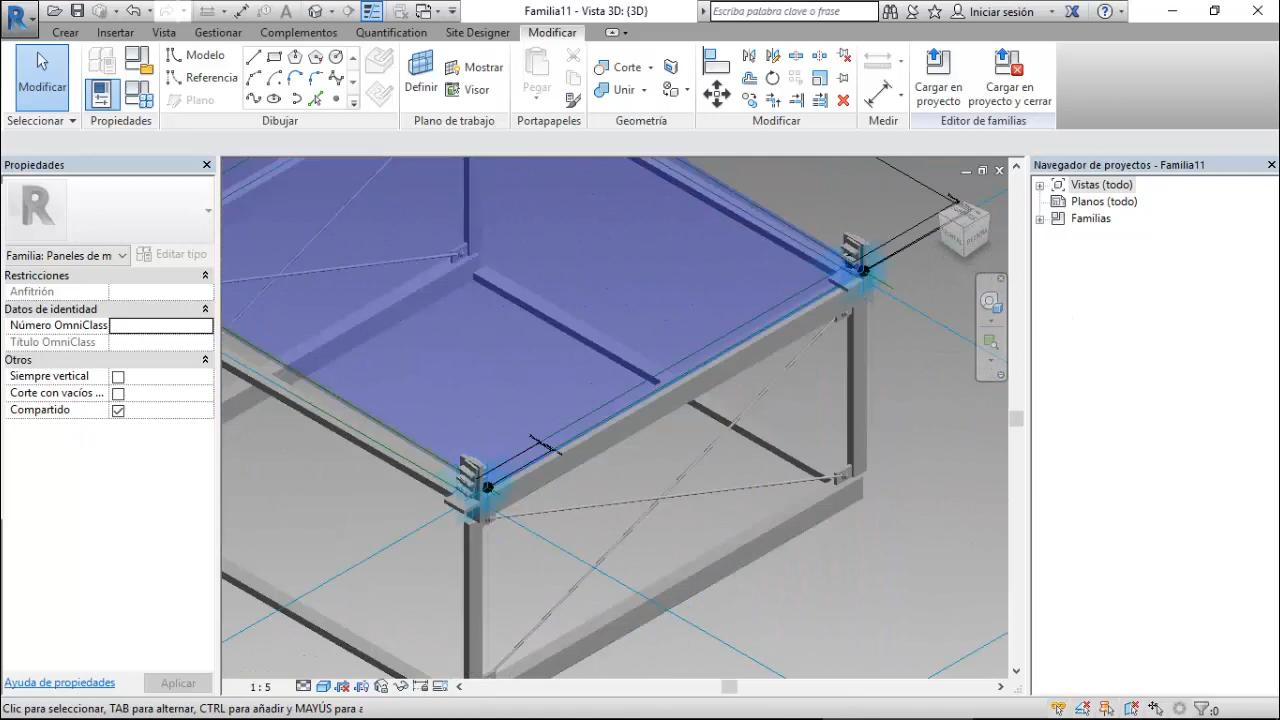 Familia11 - Vista 3D: {3D}
Escriba palabra clave o frase
Iniciar sesión
Crear Insertar Vista Gestionar Complementos Quantification Site Designer Modificar
Modificar
Seleccionar
Propiedades
Modelo
Referencia
Plano
Dibujar
Definir
Mostrar
Visor
Plano de trabajo
Pegar
Portapapeles
Corte
Unir
Geometría
Modificar
Medir
Cargar en proyecto
Cargar en proyecto y cerrar
Editor de familias
Propiedades
Familia: Paneles de m
Editar tipo
Restricciones
Anfitrión
Datos de identidad
Número OmniClass
Título OmniClass
Otros
Siempre vertical
Corte con vacíos ...
Compartido
Ayuda de propiedades
Aplicar
Navegador de proyectos - Familia11
Vistas (todo)
Planos (todo)
Familias
1 : 5
Clic para seleccionar, TAB para alternar, CTRL para añadir y MAYÚS para a
:0